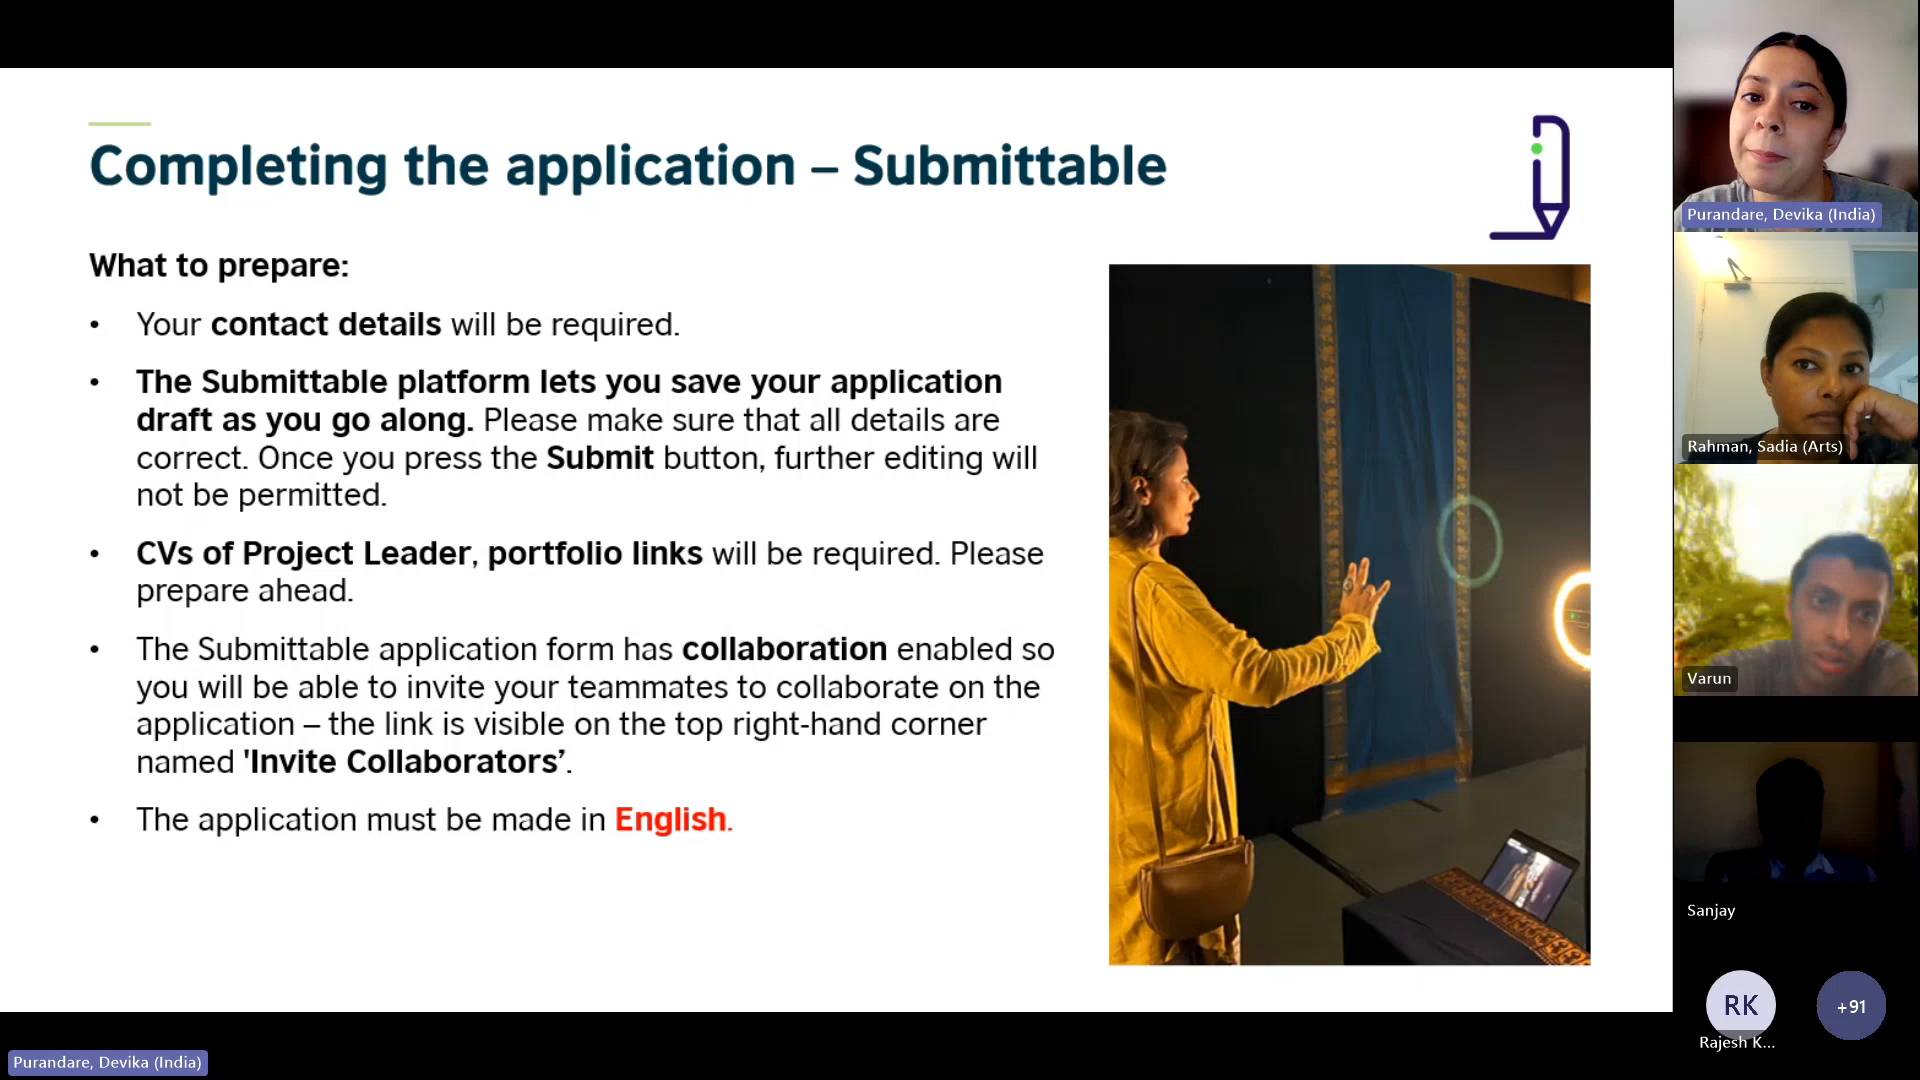 Completing the application – Submittable
What to prepare:
• Your contact details will be required.
• The Submittable platform lets you save your application
draft as you go along. Please make sure that all details are
correct. Once you press the Submit button, further editing will
not be permitted.
• CVs of Project Leader, portfolio links will be required. Please
prepare ahead.
• The Submittable application form has collaboration enabled so
you will be able to invite your teammates to collaborate on the
application – the link is visible on the top right-hand corner
named 'Invite Collaborators’.
• The application must be made in English.
Purandare, Devika (India)
Purandare, Devika (India)
Rahman, Sadia (Arts)
Varun
Sanjay
RK
Rajesh K...
+91